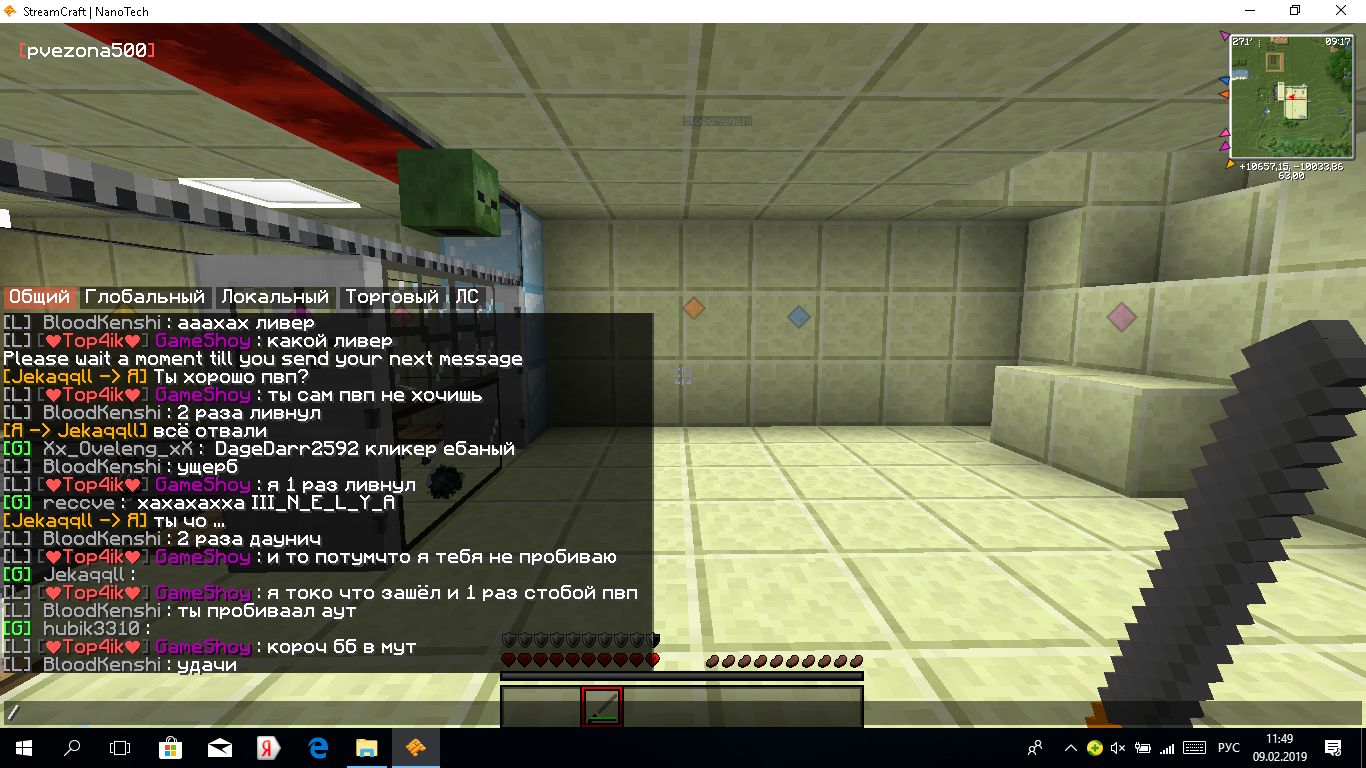 StreamCraft | NanoTech
[pvezona500]
271°
09:17
BloodKenshi
+10657,15, -10033,86
63,00
Общий Глобальный Локальный Торговый ЛС
[L] BloodKenshi : ааахах ливер
[L] [♥Top4ik♥] GameShoy : какой ливер
Please wait a moment till you send your next message
[Jekaqqll -> Я] Ты хорошо пвп?
[L] [♥Top4ik♥] GameShoy : ты сам пвп не хочишь
[L] BloodKenshi : 2 раза ливнул
[Я -> Jekaqqll] всё отвали
[G] Xx_Oveleng_xX : DageDarr2592 кликер ебаный
[L] BloodKenshi : ущерб
[L] [♥Top4ik♥] GameShoy : я 1 раз ливнул
[G] reccve : хахахахха III_N_E_L_Y_A
[Jekaqqll -> Я] ты чо ...
[L] BloodKenshi : 2 раза даунич
[L] [♥Top4ik♥] GameShoy : и то потумчто я тебя не пробиваю
[G] Jekaqqll :
[L] [♥Top4ik♥] GameShoy : я токо что зашёл и 1 раз стобой пвп
[L] BloodKenshi : ты пробиваал аут
[G] hubik3310 :
[L] [♥Top4ik♥] GameShoy : короч бб в мут
[L] BloodKenshi : удачи
/
РУС
11:49
09.02.2019